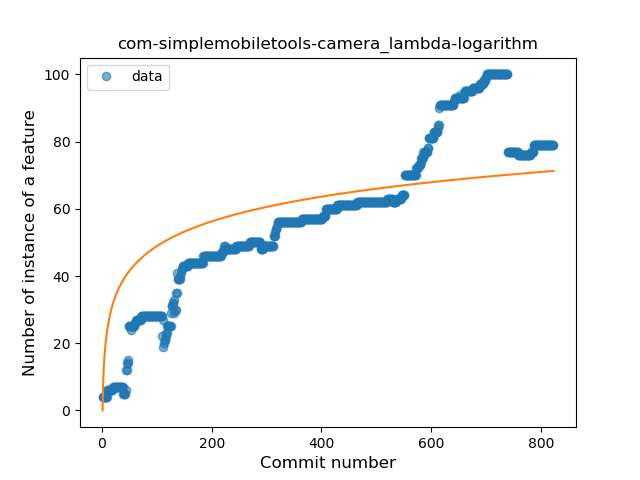 com-simplemobiletools-camera_lambda-logarithm
data
Number of instance of a feature
100
80
60
40
20
0
0 200 400 600 800
Commit number